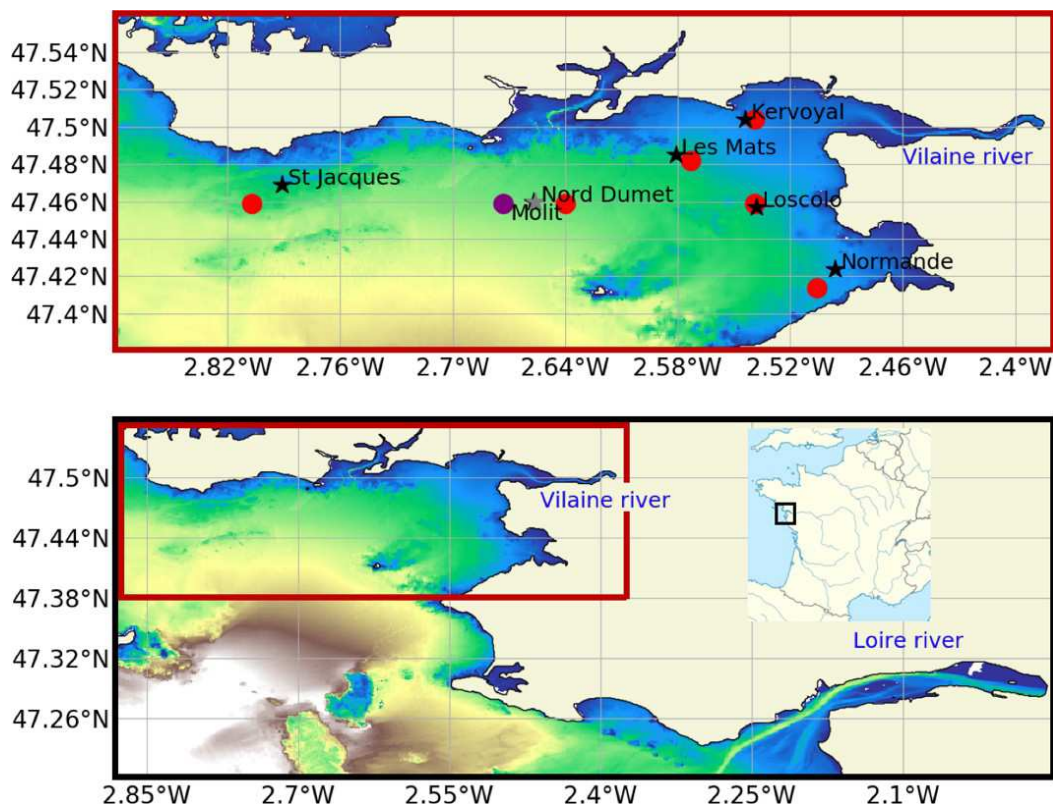 47.54°N
47.52°N
47.5°N
47.48°N
47.46°N
47.44°N
47.42°N
47.4°N
Kervoyal
Les Mats
Vilaine river
St Jacques
Nord Dumet
Molit
Loscolo
Normande
2.82°W 2.76°W 2.7°W 2.64°W 2.58°W 2.52°W 2.46°W 2.4°W
47.5°N
47.44°N
47.38°N
47.32°N
47.26°N
Vilaine river
Loire river
2.85°W 2.7°W 2.55°W 2.4°W 2.25°W 2.1°W